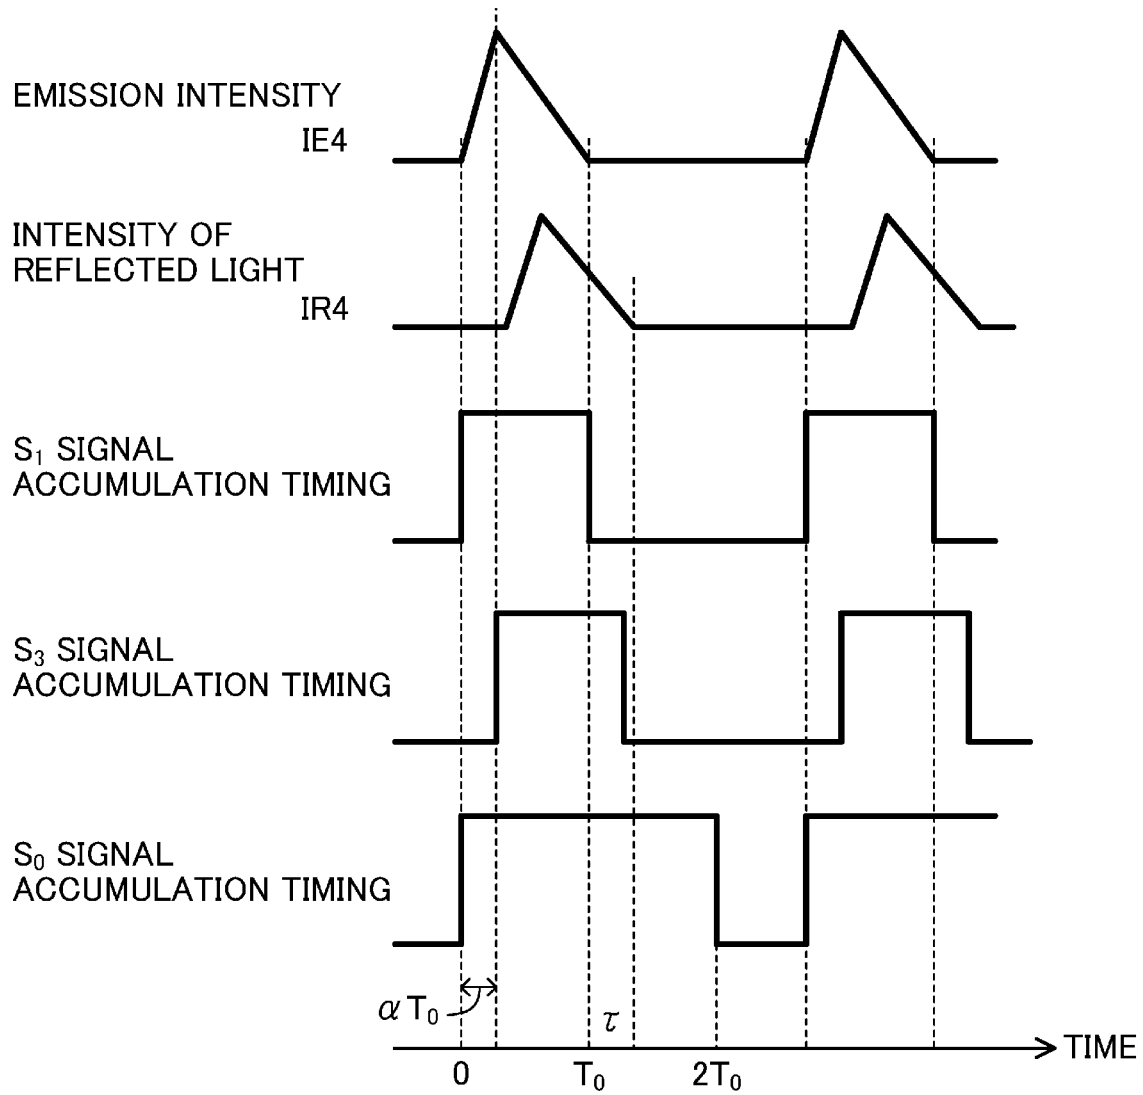 EMISSION INTENSITY
IE4
INTENSITY OF
REFLECTED LIGHT
IR4
S₁ SIGNAL
ACCUMULATION TIMING
S₃ SIGNAL
ACCUMULATION TIMING
S₀ SIGNAL
ACCUMULATION TIMING
αT₀
τ
TIME
0 T₀ 2T₀